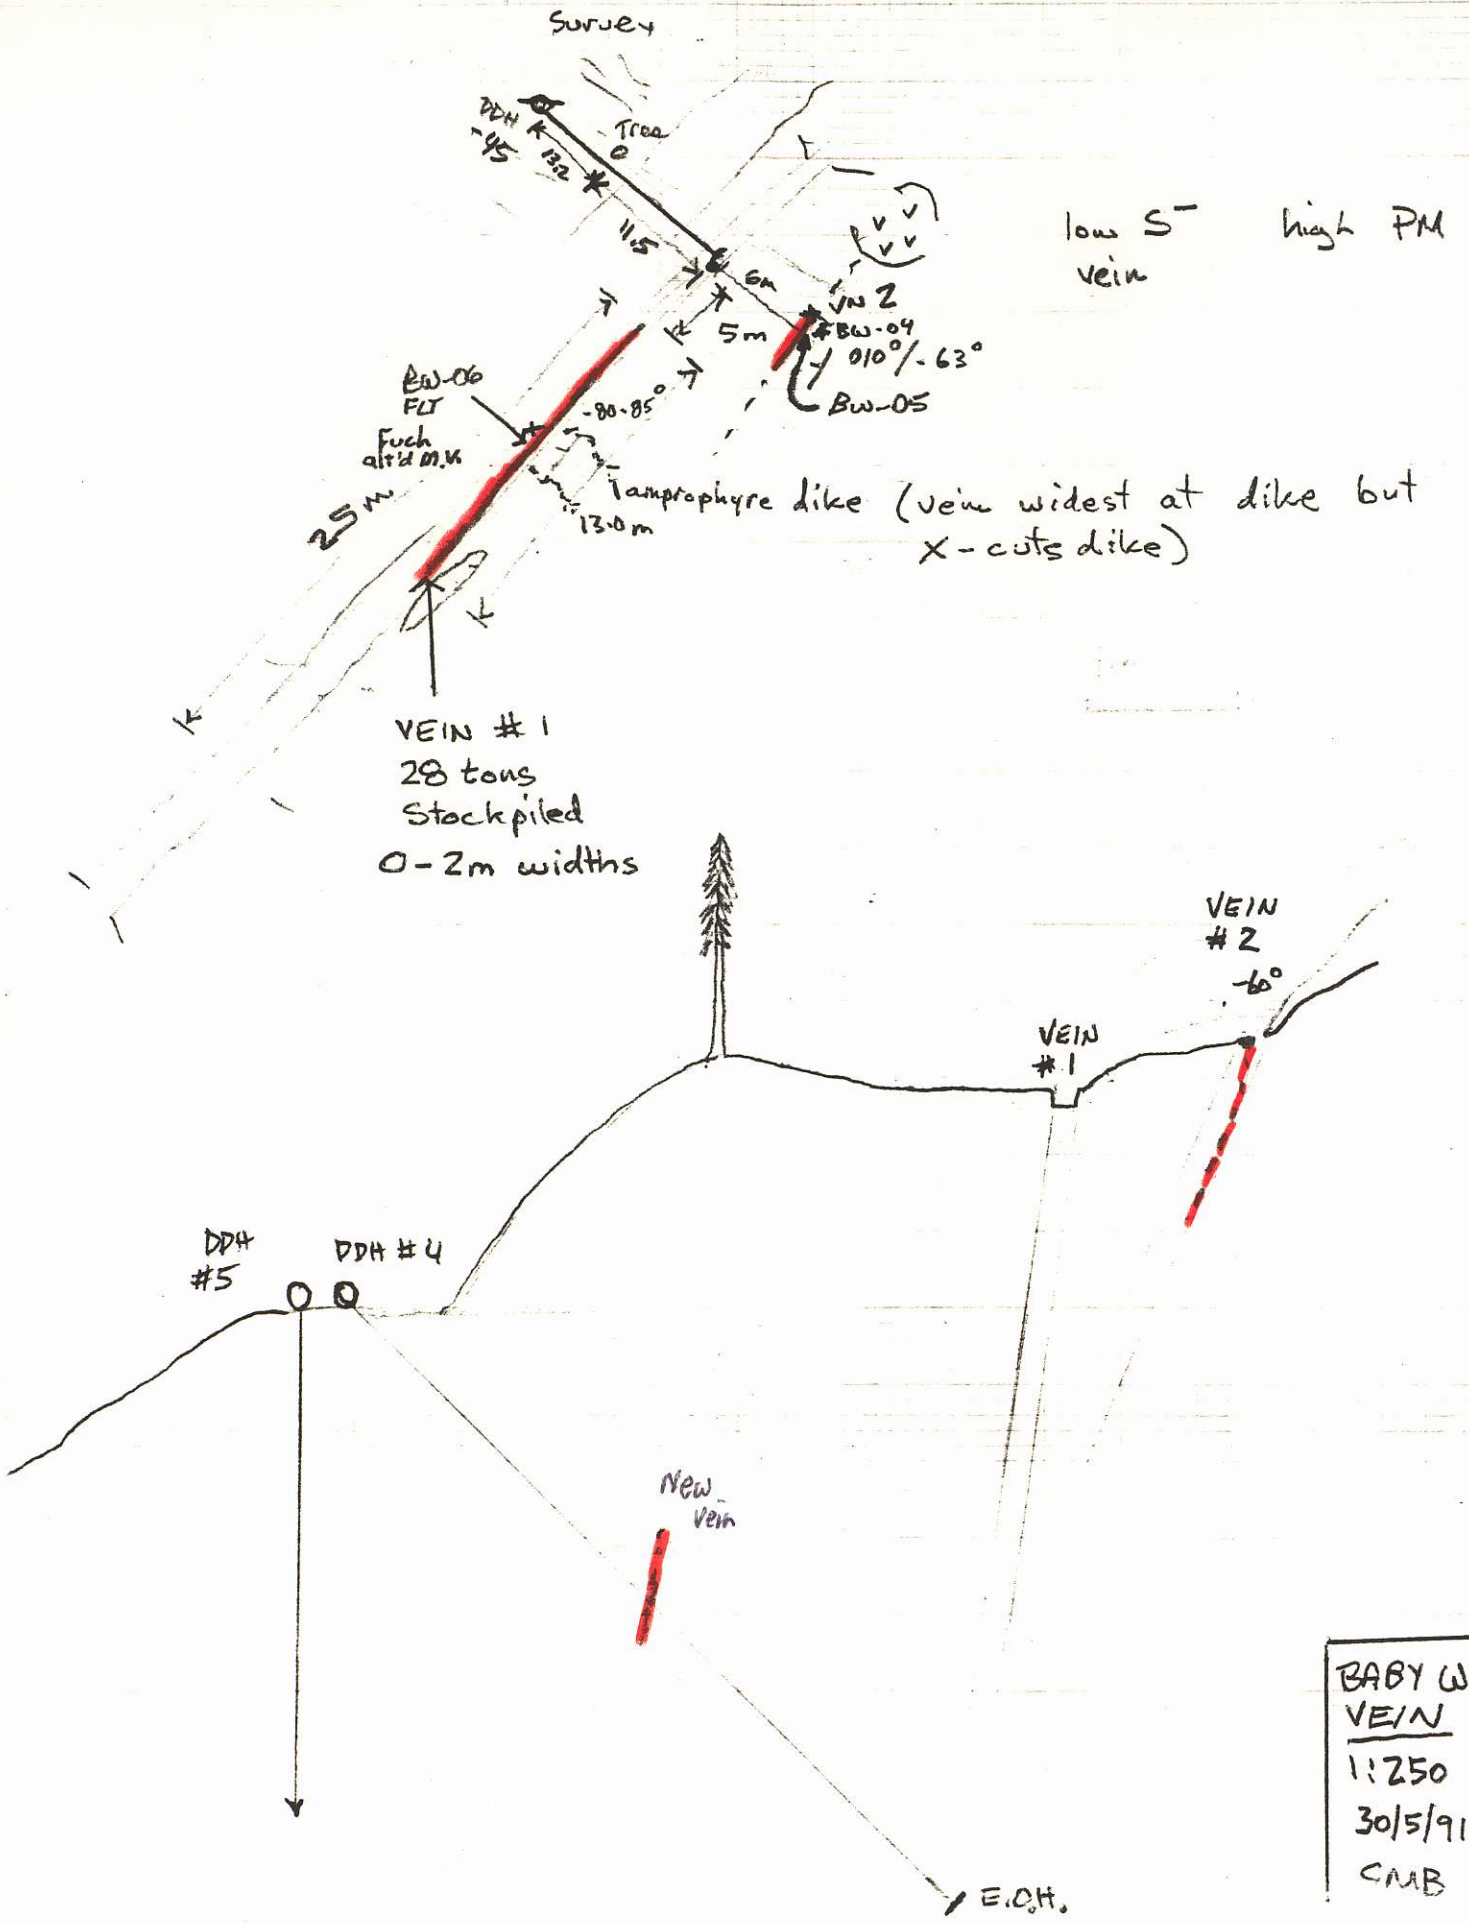 Survey
DDH
-45
Tree
13.2
11.5
6m
5m
VN 2
BW-04
010°/-63°
BW-05
low S⁻ high PM
vein
BW-06
FLT
Fuch
alt'd M.V.
-80-85°
25m
Lamprophyre dike (vein widest at dike but
X-cuts dike)
13.0m
VEIN #1
28 tons
Stockpiled
0-2m widths
VEIN
#2
-60°
VEIN
#1
DDH
#5
DDH #4
New
vein
E.O.H.
BABY W
VEIN
1:250
30/5/91
CMB